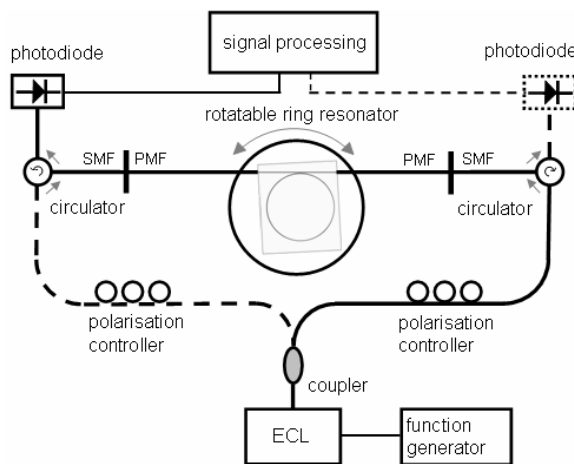 signal processing
photodiode
photodiode
rotatable ring resonator
SMF PMF
PMF SMF
circulator
circulator
polarisation
controller
polarisation
controller
coupler
ECL
function
generator